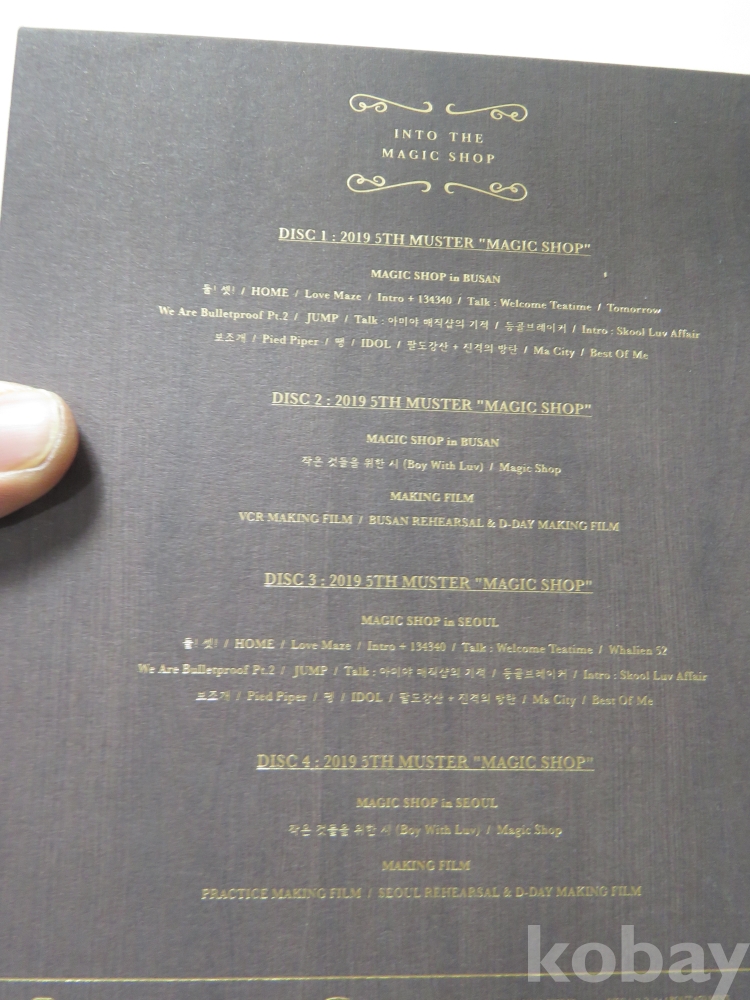 INTO THE
MAGIC SHOP
DISC 1 : 2019 5TH MUSTER "MAGIC SHOP"
MAGIC SHOP in BUSAN
둘! 셋! / HOME / Love Maze / Intro + 134340 / Talk : Welcome Teatime / Tomorrow
We Are Bulletproof Pt.2 / JUMP / Talk : 아미야 매직샵의 기적 / 등골브레이커 / Intro : Skool Luv Affair
보조개 / Pied Piper / 땡 / IDOL / 팔도강산 + 진격의 방탄 / Ma City / Best Of Me
DISC 2 : 2019 5TH MUSTER "MAGIC SHOP"
MAGIC SHOP in BUSAN
작은 것들을 위한 시 (Boy With Luv) / Magic Shop
MAKING FILM
VCR MAKING FILM / BUSAN REHEARSAL & D-DAY MAKING FILM
DISC 3 : 2019 5TH MUSTER "MAGIC SHOP"
MAGIC SHOP in SEOUL
둘! 셋! / HOME / Love Maze / Intro + 134340 / Talk : Welcome Teatime / Whalien 52
We Are Bulletproof Pt.2 / JUMP / Talk : 아미야 매직샵의 기적 / 등골브레이커 / Intro : Skool Luv Affair
보조개 / Pied Piper / 땡 / IDOL / 팔도강산 + 진격의 방탄 / Ma City / Best Of Me
DISC 4 : 2019 5TH MUSTER "MAGIC SHOP"
MAGIC SHOP in SEOUL
작은 것들을 위한 시 (Boy With Luv) / Magic Shop
MAKING FILM
PRACTICE MAKING FILM / SEOUL REHEARSAL & D-DAY MAKING FILM
kobay